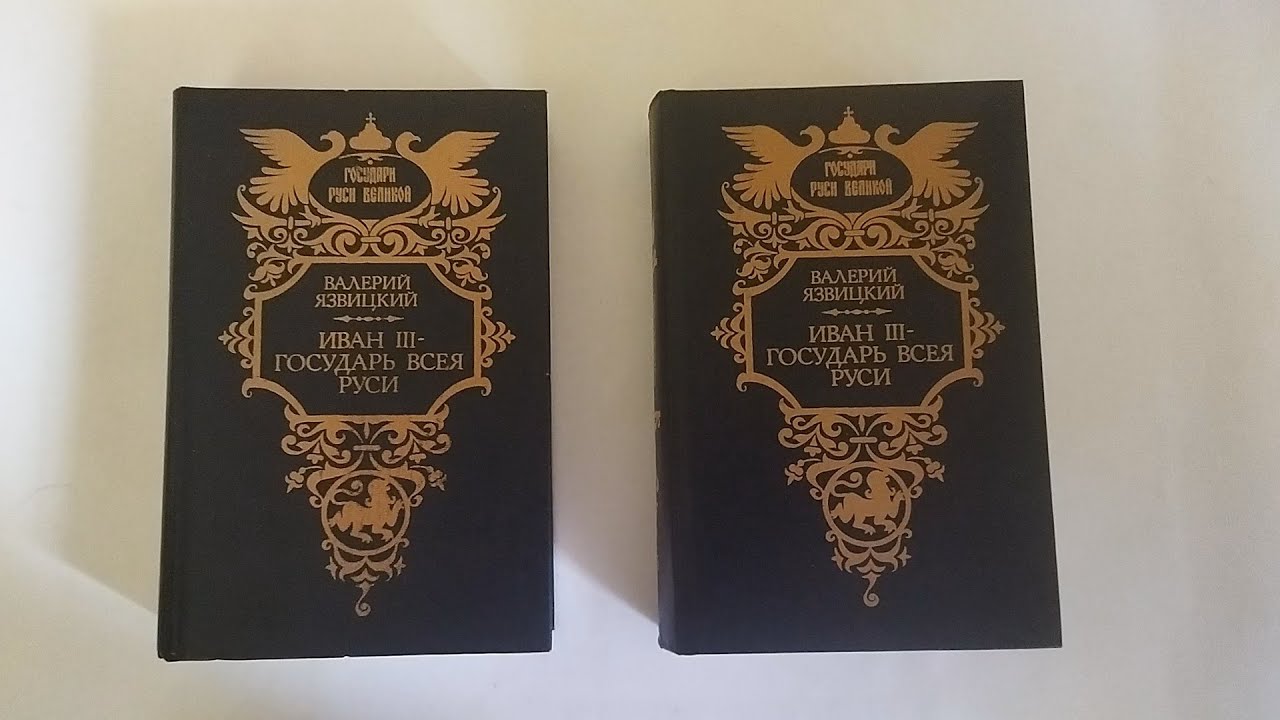 ГОСУДАРИ
РУСИ ВЕЛИКОЙ
ВАЛЕРИЙ
ЯЗВИЦКИЙ
ИВАН III-
ГОСУДАРЬ ВСЕЯ
РУСИ
ГОСУДАРИ
РУСИ ВЕЛИКОЙ
ВАЛЕРИЙ
ЯЗВИЦКИЙ
ИВАН III-
ГОСУДАРЬ ВСЕЯ
РУСИ